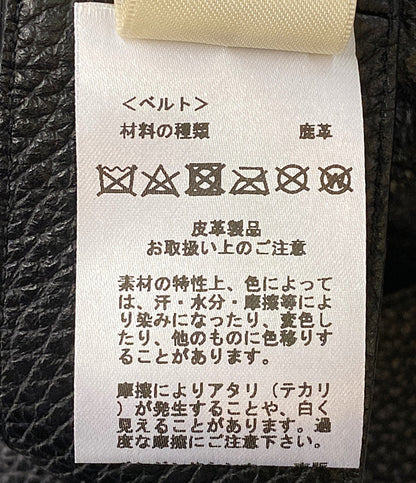 ＜ベルト＞
材料の種類 鹿革
皮革製品
お取扱い上のご注意
素材の特性上、色によって
は、汗・水分・摩擦等によ
り染みになったり、変色し
たり、他のものに色移りす
ることがあります。
摩擦によりアタリ（テカリ
）が発生することや、白く
見えることがあります。過
度な摩擦にご注意下さい。